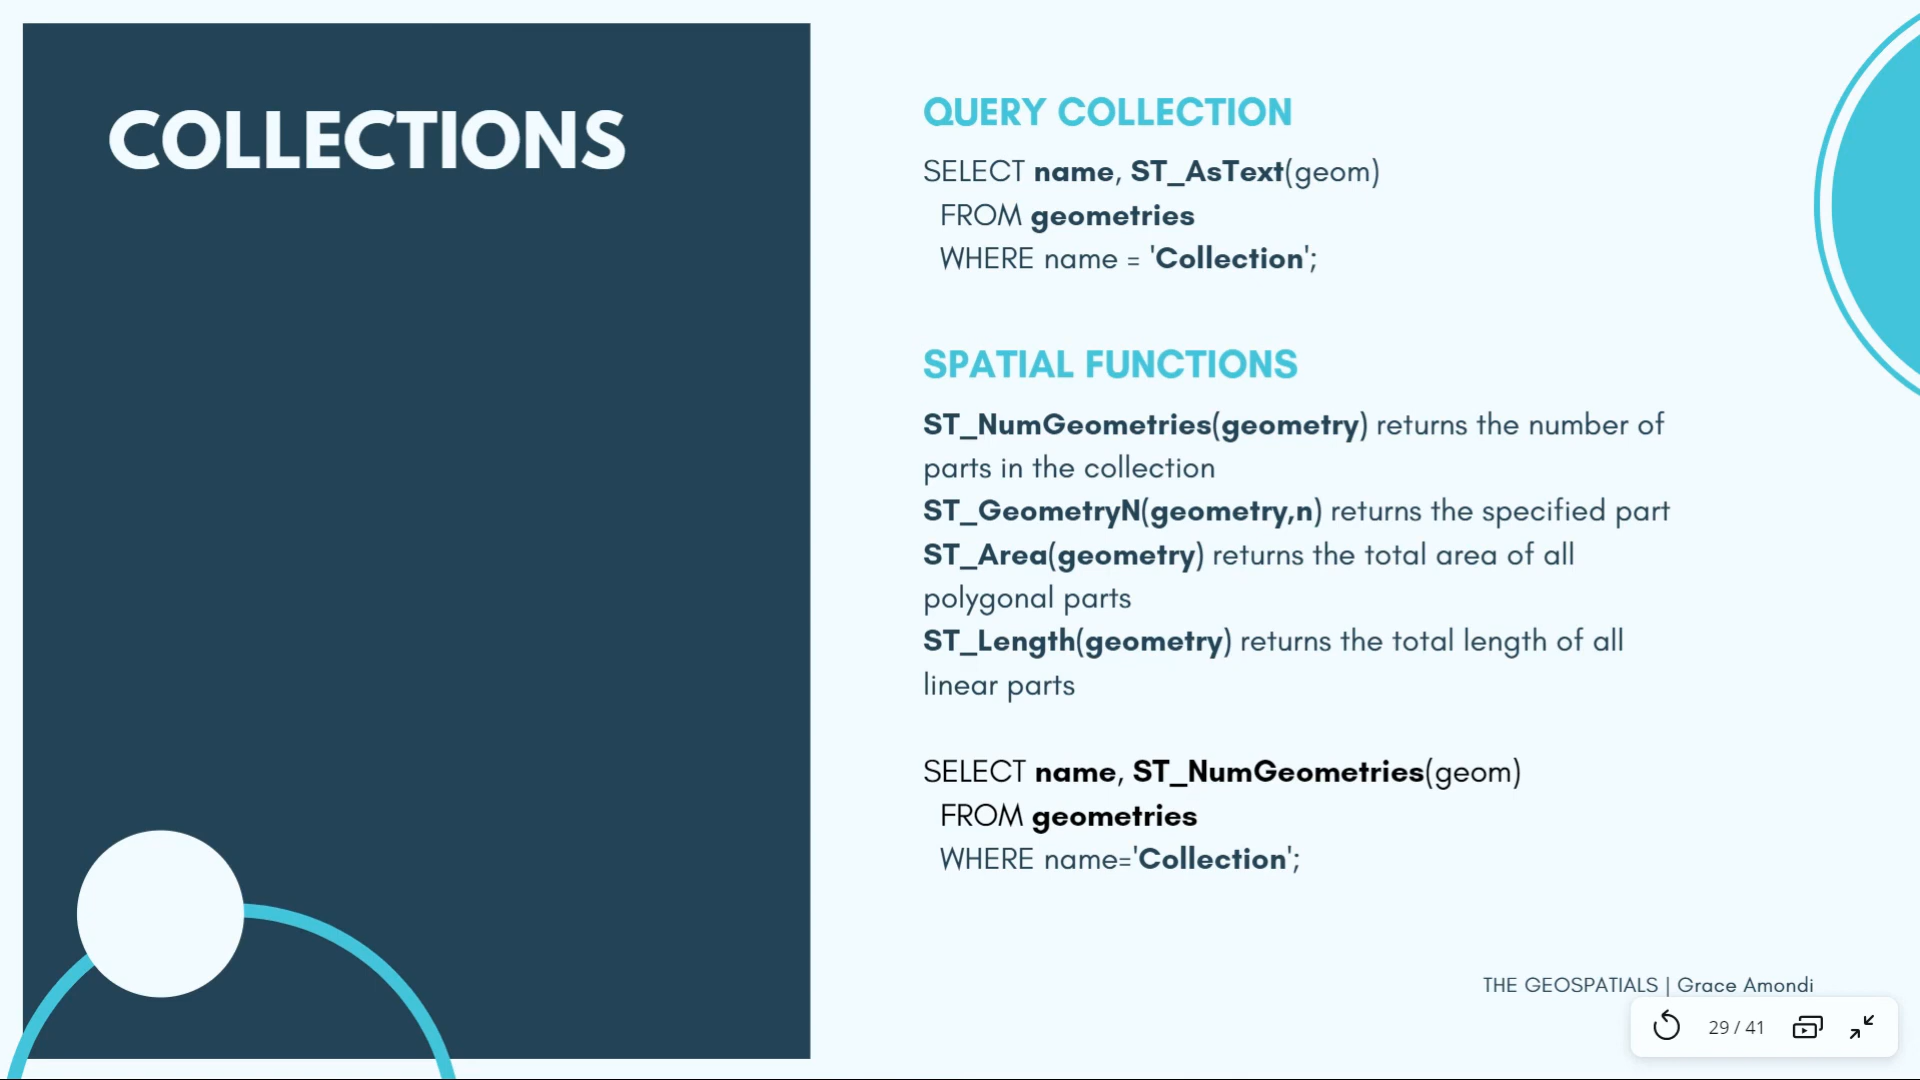 COLLECTIONS
QUERY COLLECTION
SELECT name, ST_AsText(geom)
FROM geometries
WHERE name = 'Collection';
SPATIAL FUNCTIONS
ST_NumGeometries(geometry) returns the number of
parts in the collection
ST_GeometryN(geometry,n) returns the specified part
ST_Area(geometry) returns the total area of all
polygonal parts
ST_Length(geometry) returns the total length of all
linear parts
SELECT name, ST_NumGeometries(geom)
FROM geometries
WHERE name='Collection';
THE GEOSPATIALS | Grace Amondi
29 / 41